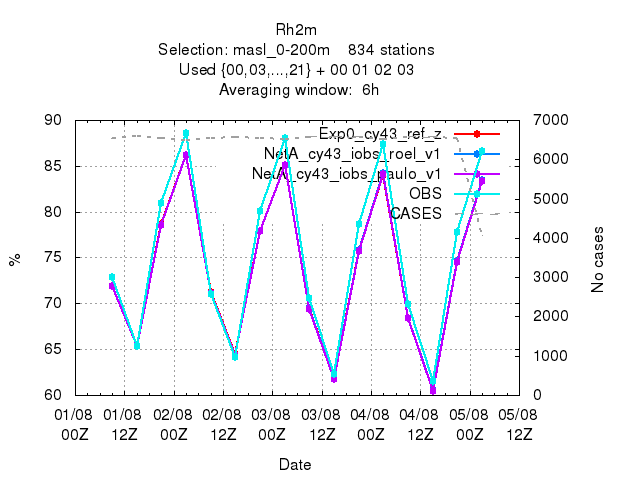 Rh2m
Selection: masl_0-200m 834 stations
Used {00,03,...,21} + 00 01 02 03
Averaging window: 6h
90
85
80
75
70
65
60
%
7000
6000
5000
4000
3000
2000
1000
0
No cases
Exp0_cy43_ref_z
NetA_cy43_iobs_roel_v1
NetA_cy43_iobs_paulo_v1
OBS
CASES
01/08 01/08 02/08 02/08 03/08 03/08 04/08 04/08 05/08 05/08
00Z 12Z 00Z 12Z 00Z 12Z 00Z 12Z 00Z 12Z
Date